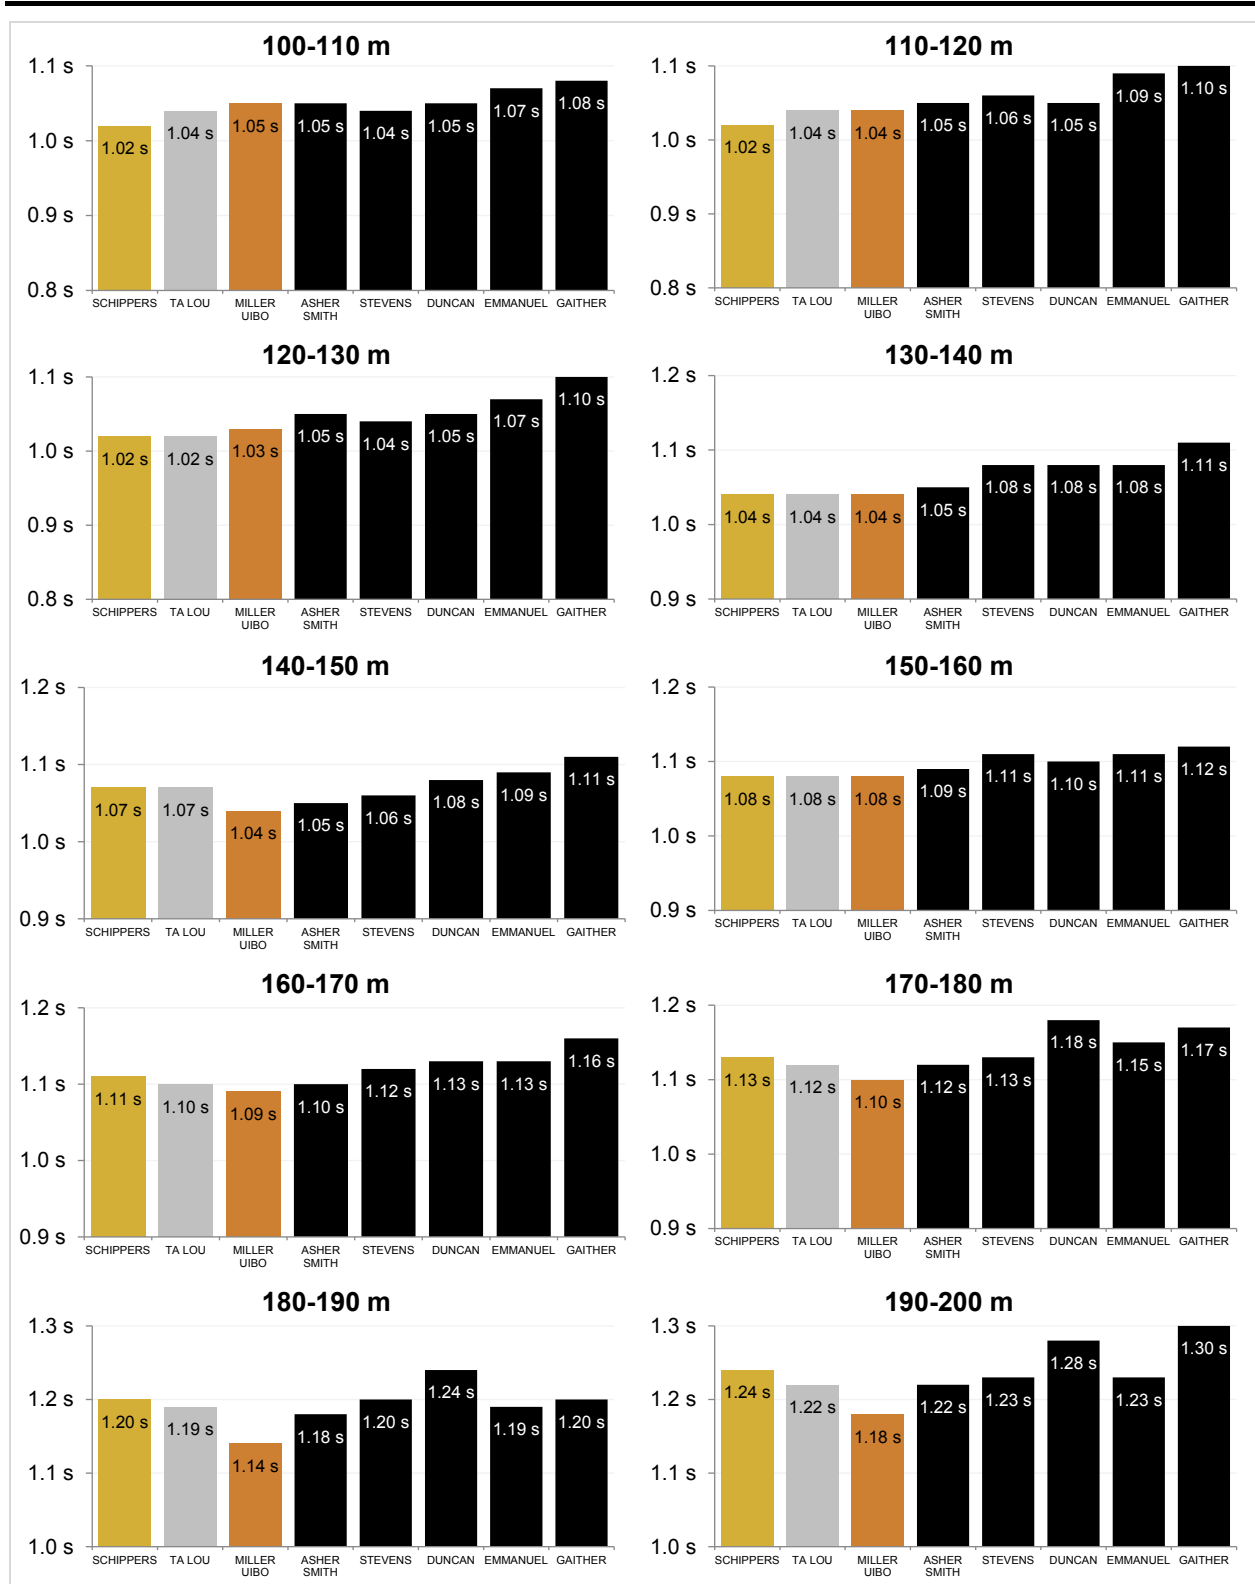 100-110 m
1.1 s
1.0 s
0.9 s
0.8 s
1.02 s 1.04 s 1.05 s 1.05 s 1.04 s 1.05 s 1.07 s 1.08 s
SCHIPPERS TA LOU MILLER UIBO ASHER SMITH STEVENS DUNCAN EMMANUEL GAITHER
110-120 m
1.1 s
1.0 s
0.9 s
0.8 s
1.02 s 1.04 s 1.04 s 1.05 s 1.06 s 1.05 s 1.09 s 1.10 s
SCHIPPERS TA LOU MILLER UIBO ASHER SMITH STEVENS DUNCAN EMMANUEL GAITHER
120-130 m
1.1 s
1.0 s
0.9 s
0.8 s
1.02 s 1.02 s 1.03 s 1.05 s 1.04 s 1.05 s 1.07 s 1.10 s
SCHIPPERS TA LOU MILLER UIBO ASHER SMITH STEVENS DUNCAN EMMANUEL GAITHER
130-140 m
1.2 s
1.1 s
1.0 s
0.9 s
1.04 s 1.04 s 1.04 s 1.05 s 1.08 s 1.08 s 1.08 s 1.11 s
SCHIPPERS TA LOU MILLER UIBO ASHER SMITH STEVENS DUNCAN EMMANUEL GAITHER
140-150 m
1.2 s
1.1 s
1.0 s
0.9 s
1.07 s 1.07 s 1.04 s 1.05 s 1.06 s 1.08 s 1.09 s 1.11 s
SCHIPPERS TA LOU MILLER UIBO ASHER SMITH STEVENS DUNCAN EMMANUEL GAITHER
150-160 m
1.2 s
1.1 s
1.0 s
0.9 s
1.08 s 1.08 s 1.08 s 1.09 s 1.11 s 1.10 s 1.11 s 1.12 s
SCHIPPERS TA LOU MILLER UIBO ASHER SMITH STEVENS DUNCAN EMMANUEL GAITHER
160-170 m
1.2 s
1.1 s
1.0 s
0.9 s
1.11 s 1.10 s 1.09 s 1.10 s 1.12 s 1.13 s 1.13 s 1.16 s
SCHIPPERS TA LOU MILLER UIBO ASHER SMITH STEVENS DUNCAN EMMANUEL GAITHER
170-180 m
1.2 s
1.1 s
1.0 s
0.9 s
1.13 s 1.12 s 1.10 s 1.12 s 1.13 s 1.18 s 1.15 s 1.17 s
SCHIPPERS TA LOU MILLER UIBO ASHER SMITH STEVENS DUNCAN EMMANUEL GAITHER
180-190 m
1.3 s
1.2 s
1.1 s
1.0 s
1.20 s 1.19 s 1.14 s 1.18 s 1.20 s 1.24 s 1.19 s 1.20 s
SCHIPPERS TA LOU MILLER UIBO ASHER SMITH STEVENS DUNCAN EMMANUEL GAITHER
190-200 m
1.3 s
1.2 s
1.1 s
1.0 s
1.24 s 1.22 s 1.18 s 1.22 s 1.23 s 1.28 s 1.23 s 1.30 s
SCHIPPERS TA LOU MILLER UIBO ASHER SMITH STEVENS DUNCAN EMMANUEL GAITHER